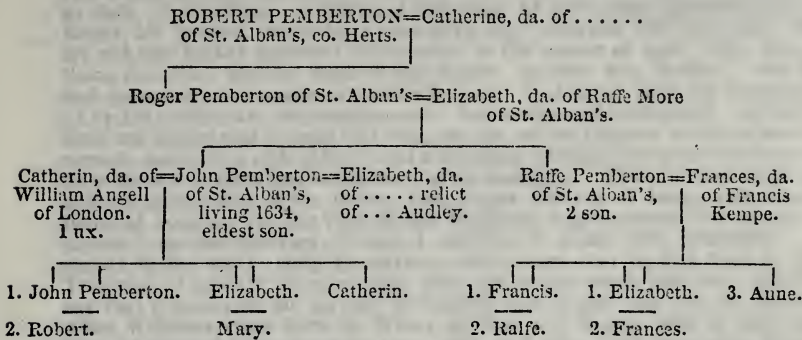 ROBERT PEMBERTON=Catherine, da. of . . . . . .
of St. Alban's, co. Herts.
Roger Pemberton of St. Alban's=Elizabeth, da. of Raffe More
of St. Alban's.
Catherin, da. of=John Pemberton=Elizabeth, da.
William Angell of St. Alban's, of . . . . . relict
of London. living 1634, of . . . Audley.
1 ux. eldest son.
Raffe Pemberton=Frances, da.
of St. Alban's, of Francis
2 son. Kempe.
1. John Pemberton. Elizabeth. Catherin. 1. Francis. 1. Elizabeth. 3. Anne.
2. Robert. Mary. 2. Ralfe. 2. Frances.